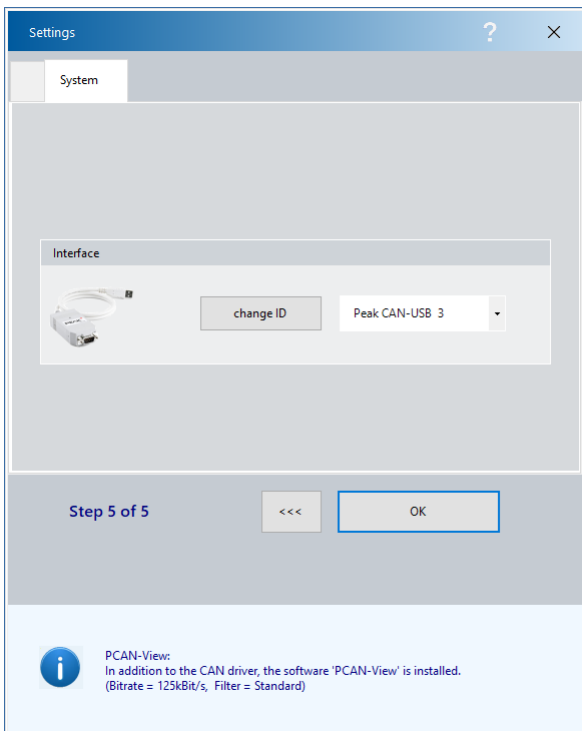 Settings
?
System
Interface
change ID
Peak CAN-USB 3
Step 5 of 5
<<<
OK
PCAN-View:
In addition to the CAN driver, the software 'PCAN-View' is installed.
(Bitrate = 125kBit/s, Filter = Standard)